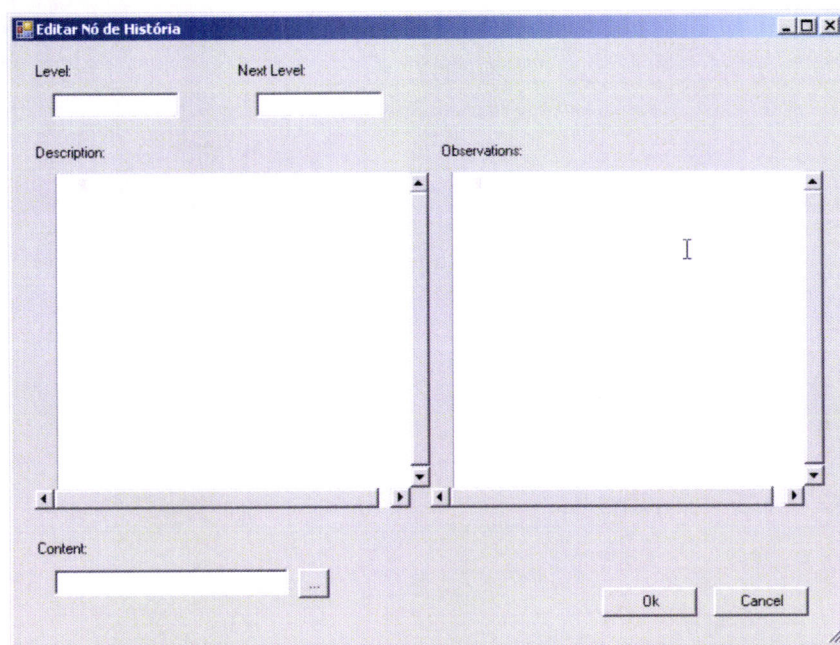 Editar Nó de História
Level:
Next Level:
Description:
Observations:
Content:
...
Ok
Cancel